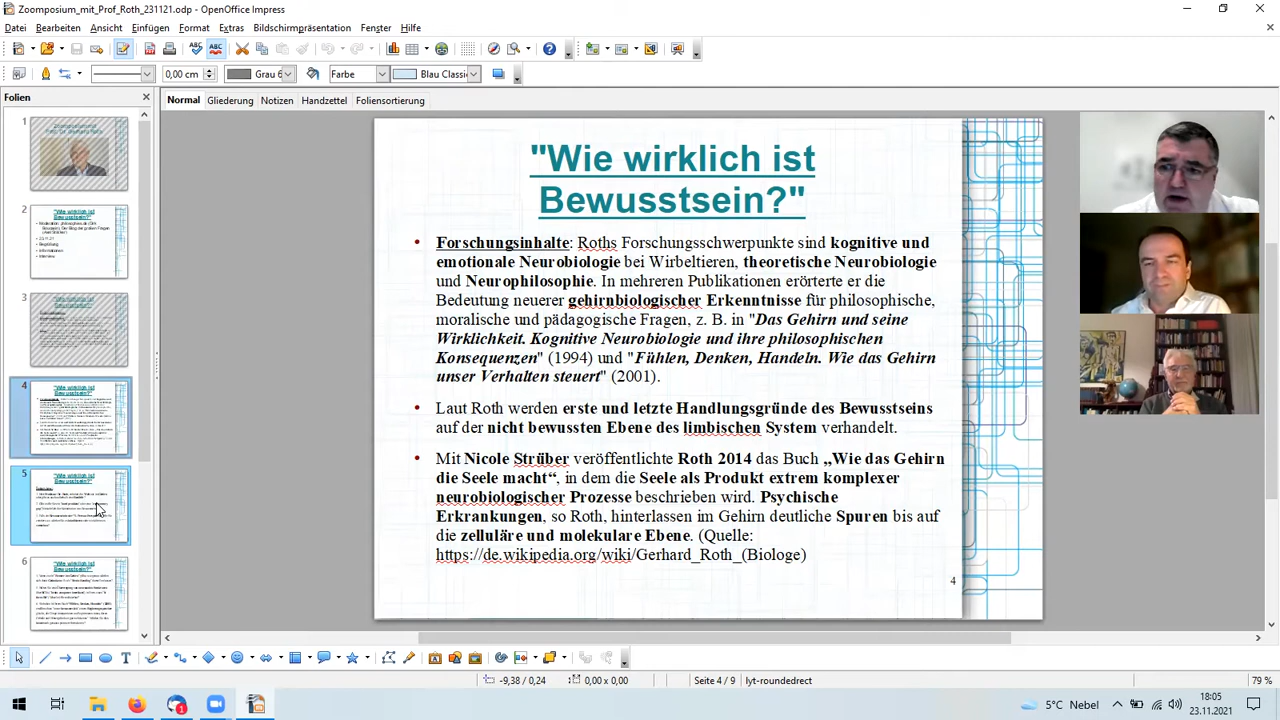 Zoomposium_mit_Prof_Roth_231121.odp - OpenOffice Impress
Datei Bearbeiten Ansicht Einfügen Format Extras Bildschirmpräsentation Fenster Hilfe
0,00 cm Grau 6 Farbe Blau Classi
Folien
Normal Gliederung Notizen Handzettel Foliensortierung
1
2
3
4
5
6
"Wie wirklich ist
Bewusstsein?"
• Forschungsinhalte: Roths Forschungsschwerpunkte sind kognitive und
emotionale Neurobiologie bei Wirbeltieren, theoretische Neurobiologie
und Neurophilosophie. In mehreren Publikationen erörterte er die
Bedeutung neuerer gehirnbiologischer Erkenntnisse für philosophische,
moralische und pädagogische Fragen, z. B. in "Das Gehirn und seine
Wirklichkeit. Kognitive Neurobiologie und ihre philosophischen
Konsequenzen" (1994) und "Fühlen, Denken, Handeln. Wie das Gehirn
unser Verhalten steuert" (2001).
• Laut Roth werden erste und letzte Handlungsgründe des Bewusstseins
auf der nicht bewussten Ebene des limbischen System verhandelt.
• Mit Nicole Strüber veröffentlichte Roth 2014 das Buch „Wie das Gehirn
die Seele macht“, in dem die Seele als Produkt extrem komplexer
neurobiologischer Prozesse beschrieben wird. Psychische
Erkrankungen, so Roth, hinterlassen im Gehirn deutliche Spuren bis auf
die zelluläre und molekulare Ebene. (Quelle:
https://de.wikipedia.org/wiki/Gerhard_Roth_(Biologe)
4
-9,38 / 0,24 0,00 x 0,00 Seite 4 / 9 lyt-roundedrect 79 %
5°C Nebel
18:05
23.11.2021